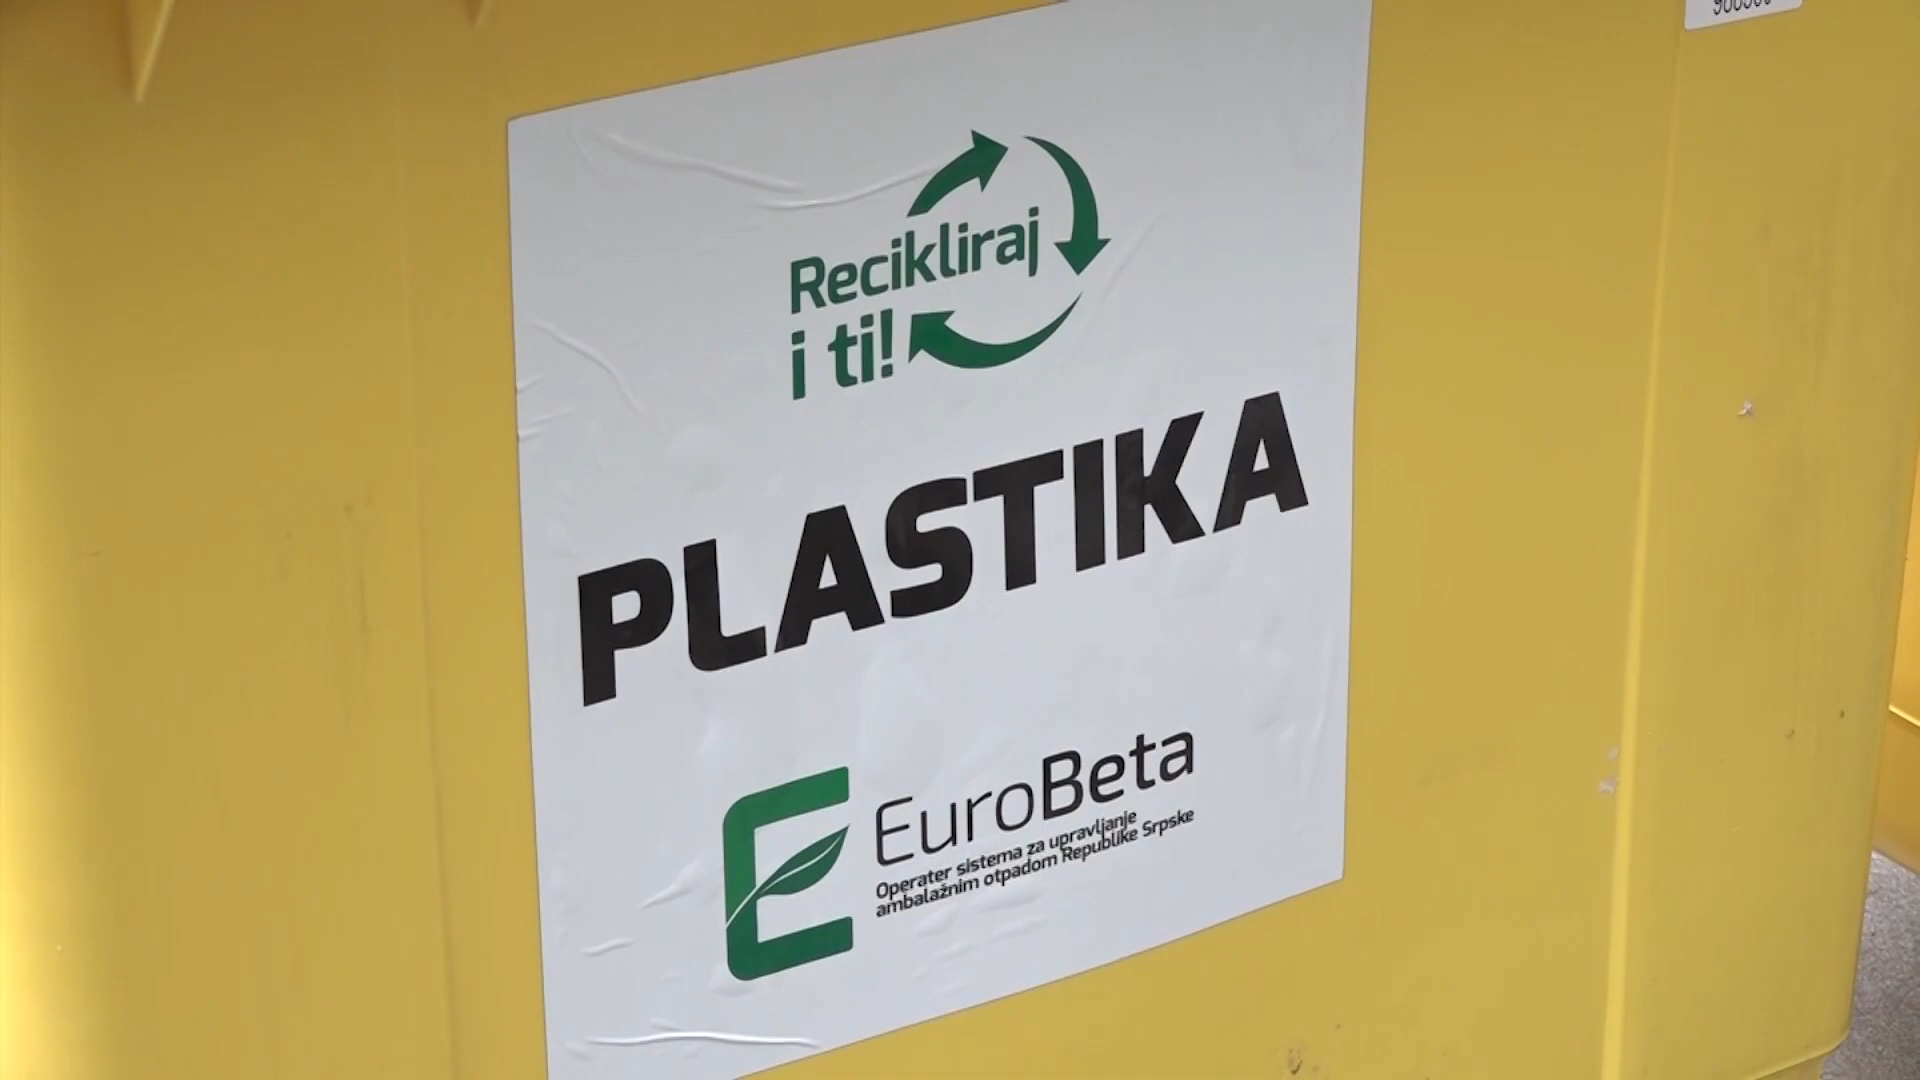 Recikliraj
i ti!
PLASTIKA
EuroBeta
Operater sistema za upravljanje
ambalažnim otpadom Republike Srpske